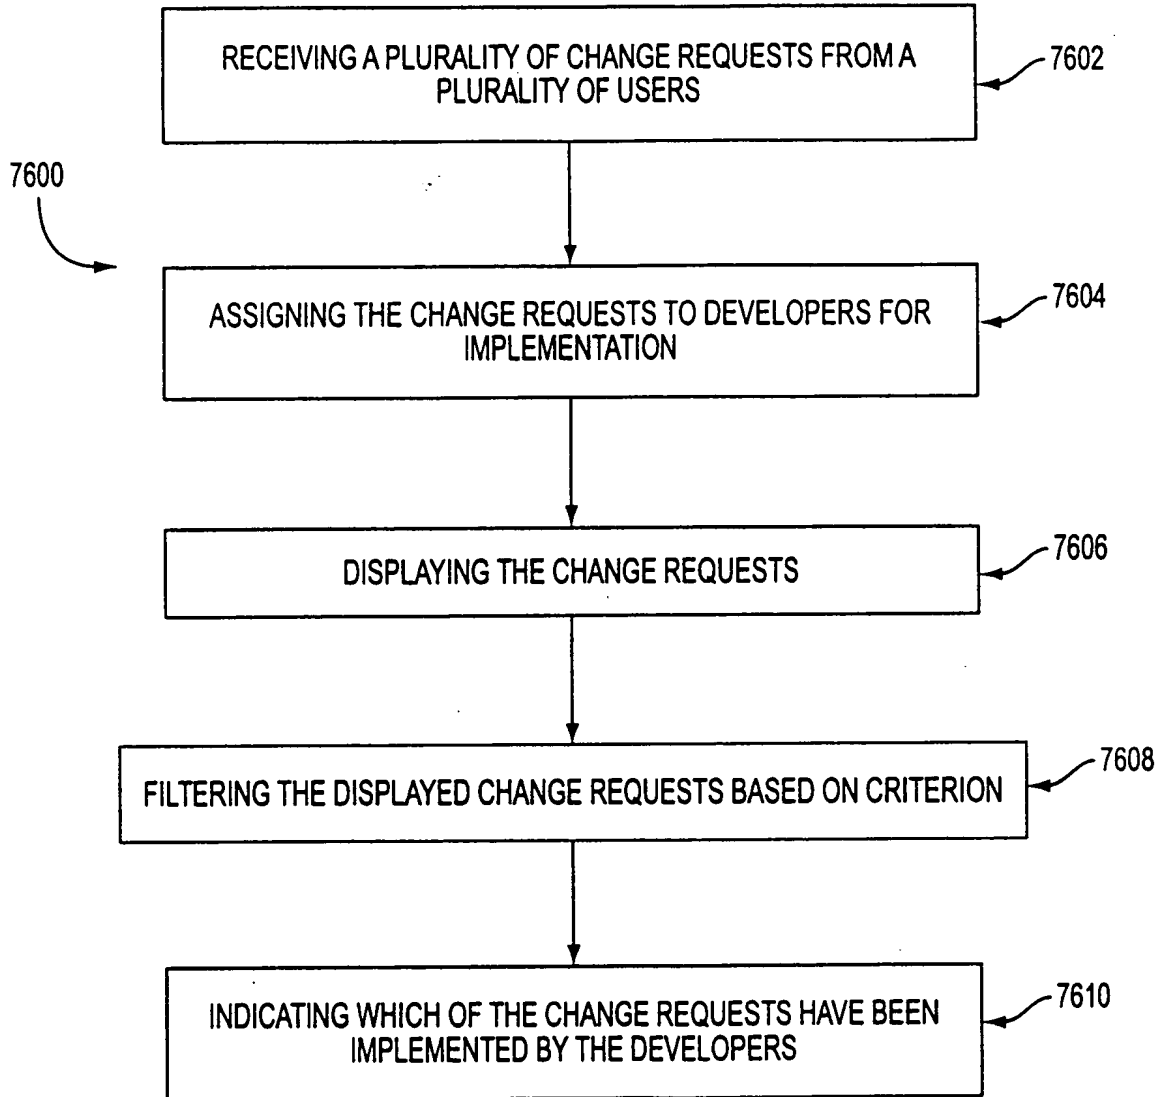 RECEIVING A PLURALITY OF CHANGE REQUESTS FROM A
PLURALITY OF USERS
7602
7600
ASSIGNING THE CHANGE REQUESTS TO DEVELOPERS FOR
IMPLEMENTATION
7604
DISPLAYING THE CHANGE REQUESTS
7606
FILTERING THE DISPLAYED CHANGE REQUESTS BASED ON CRITERION
7608
INDICATING WHICH OF THE CHANGE REQUESTS HAVE BEEN
IMPLEMENTED BY THE DEVELOPERS
7610